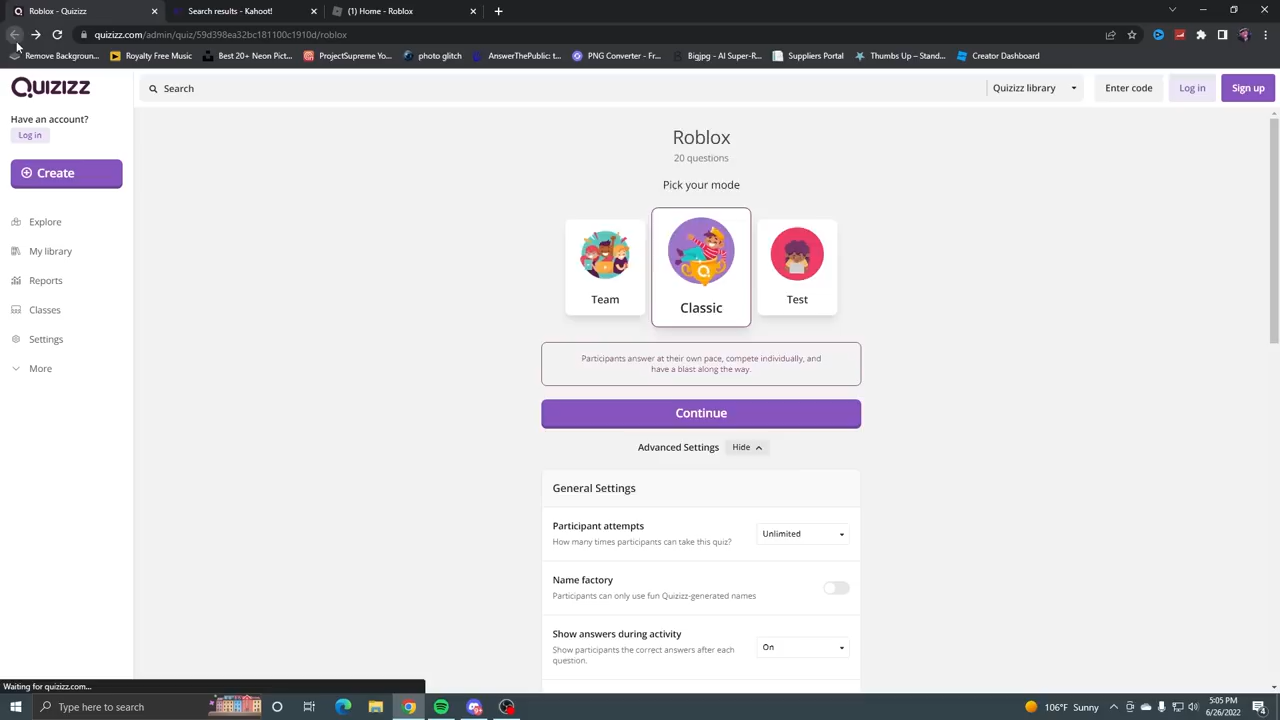 Roblox - Quizizz
Search results - Kahoot!
(1) Home - Roblox
quizizz.com/admin/quiz/59d398ea32bc181100c1910d/roblox
Remove Backgroun...
Royalty Free Music
Best 20+ Neon Pict...
ProjectSupreme Yo...
photo glitch
AnswerThePublic: t...
PNG Converter - Fr...
Bigjpg - AI Super-R...
Suppliers Portal
Thumbs Up – Stand...
Creator Dashboard
Quizizz
Search
Quizizz library
Enter code
Log in
Sign up
Have an account?
Log in
Create
Explore
My library
Reports
Classes
Settings
More
Roblox
20 questions
Pick your mode
Team
Classic
Test
Participants answer at their own pace, compete individually, and
have a blast along the way.
Continue
Advanced Settings
Hide
General Settings
Participant attempts
How many times participants can take this quiz?
Unlimited
Name factory
Participants can only use fun Quizizz-generated names
Show answers during activity
Show participants the correct answers after each
question.
On
Waiting for quizizz.com...
Type here to search
106°F Sunny
5:05 PM
6/26/2022